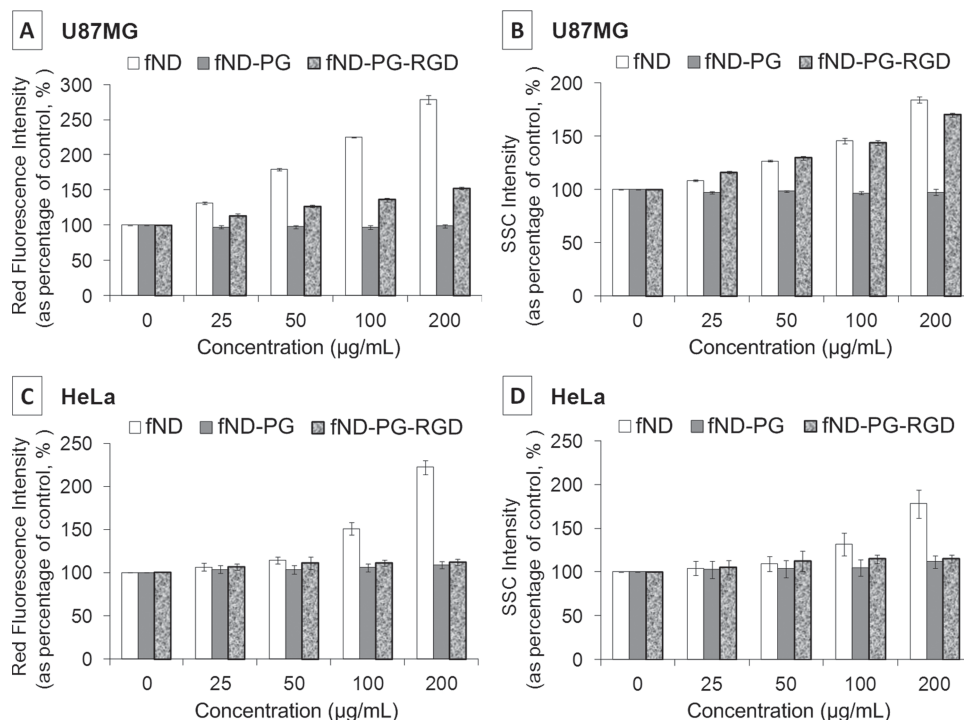 A U87MG
fND fND-PG fND-PG-RGD
Red Fluorescence Intensity
(as percentage of control, %)
300
250
200
150
100
50
0
0 25 50 100 200
Concentration (µg/mL)
B U87MG
fND fND-PG fND-PG-RGD
SSC Intensity
(as percentage of control, %)
200
150
100
50
0
0 25 50 100 200
Concentration (µg/mL)
C HeLa
fND fND-PG fND-PG-RGD
Red Fluorescence Intensity
(as percentage of control, % )
250
200
150
100
50
0
0 25 50 100 200
Concentration (µg/mL)
D HeLa
fND fND-PG fND-PG-RGD
SSC Intensity
(as percentage of control, % )
250
200
150
100
50
0
0 25 50 100 200
Concentration (µg/mL)